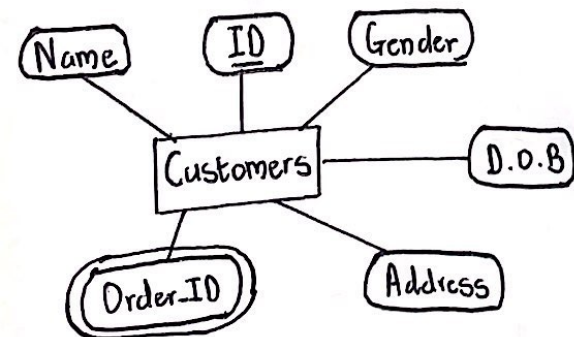 Name
ID
Gender
Customers
D.O.B
Order_ID
Address